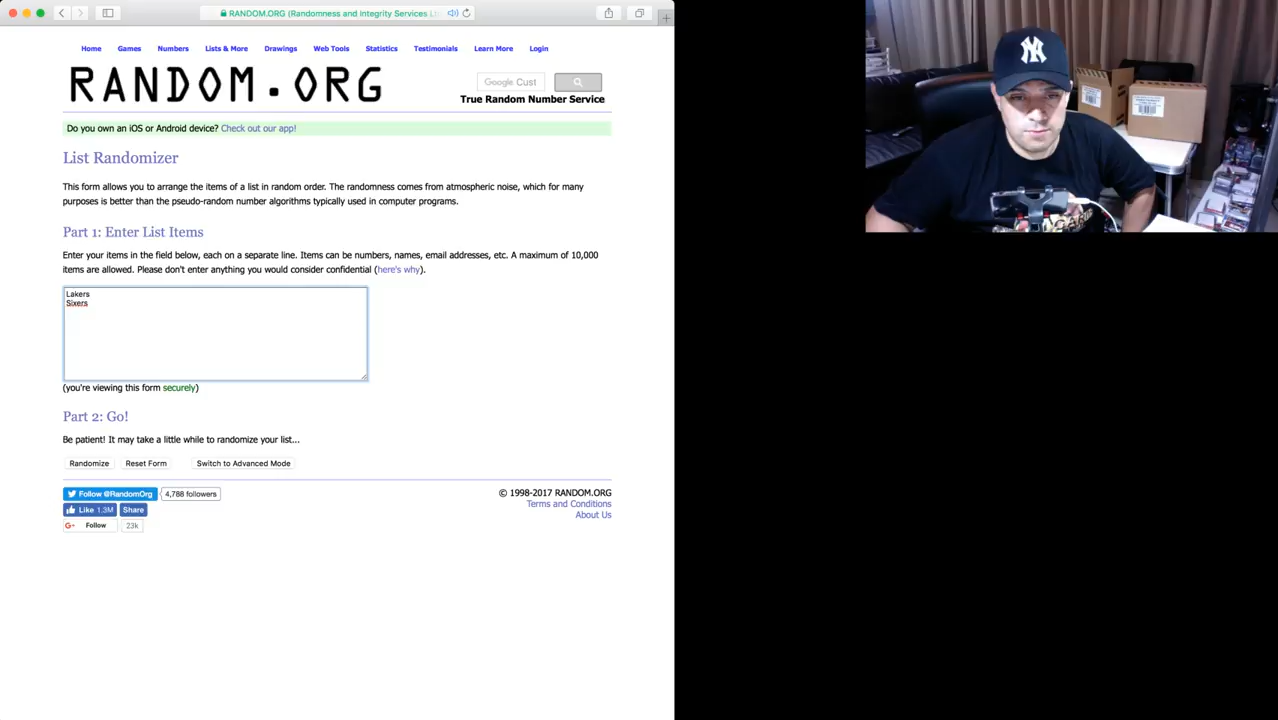 RANDOM.ORG (Randomness and Integrity Services L
Home Games Numbers Lists & More Drawings Web Tools Statistics Testimonials Learn More Login
RANDOM.ORG
Google Cust
True Random Number Service
Do you own an iOS or Android device? Check out our app!
List Randomizer
This form allows you to arrange the items of a list in random order. The randomness comes from atmospheric noise, which for many
purposes is better than the pseudo-random number algorithms typically used in computer programs.
Part 1: Enter List Items
Enter your items in the field below, each on a separate line. Items can be numbers, names, email addresses, etc. A maximum of 10,000
items are allowed. Please don't enter anything you would consider confidential (here's why).
Lakers
Sixers
(you're viewing this form securely)
Part 2: Go!
Be patient! It may take a little while to randomize your list...
Randomize Reset Form Switch to Advanced Mode
Follow @RandomOrg 4,788 followers
Like 1.3M Share
G+ Follow 23k
© 1998-2017 RANDOM.ORG
Terms and Conditions
About Us
NY